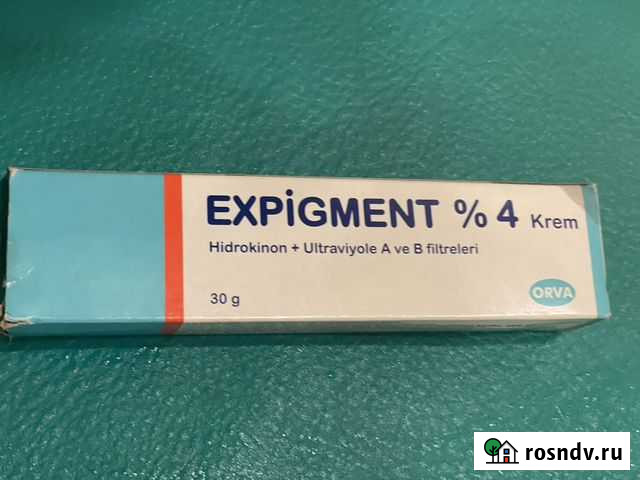 EXPiGMENT % 4 Krem
Hidrokinon + Ultraviyole A ve B filtreleri
30 g
ORVA
rosndv.ru